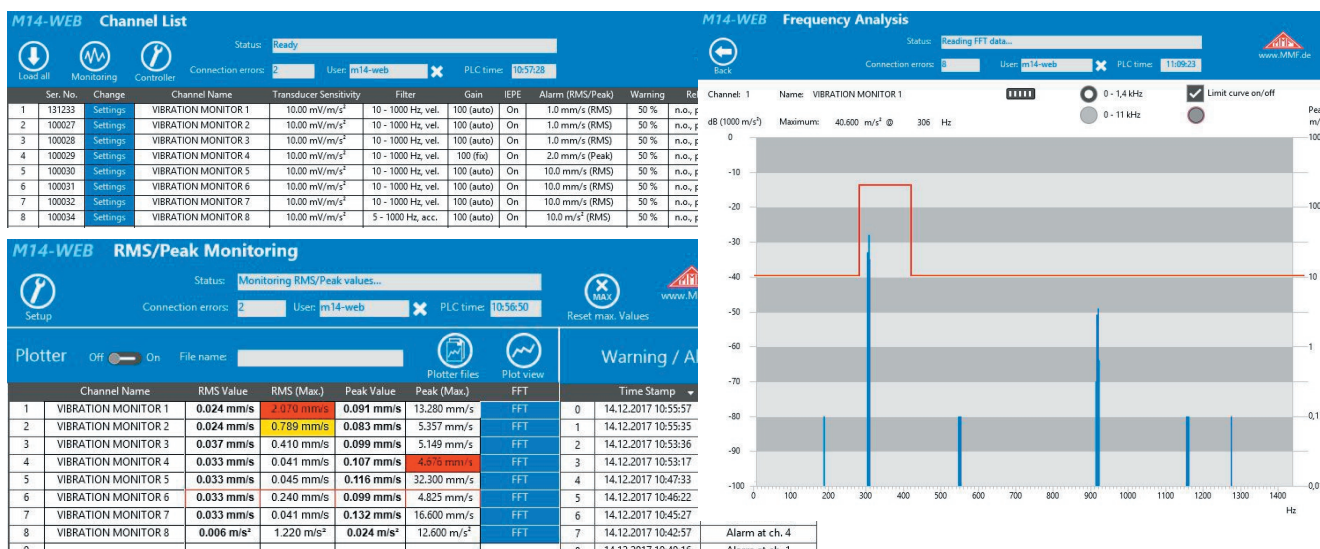 M14-WEB Channel List
Status: Ready
Load all Monitoring Controller Connection errors: 2 User: m14-web PLC time: 10:57:28
Ser. No. Change Channel Name Transducer Sensitivity Filter Gain IEPE Alarm (RMS/Peak) Warning Rel
1 131233 Settings VIBRATION MONITOR 1 10.00 mV/m/s² 10 - 1000 Hz, vel. 100 (auto) On 1.0 mm/s (RMS) 50 % n.o., p
2 100027 Settings VIBRATION MONITOR 2 10.00 mV/m/s² 10 - 1000 Hz, vel. 100 (auto) On 1.0 mm/s (RMS) 50 % n.o., p
3 100028 Settings VIBRATION MONITOR 3 10.00 mV/m/s² 10 - 1000 Hz, vel. 100 (auto) On 1.0 mm/s (RMS) 50 % n.o., p
4 100029 Settings VIBRATION MONITOR 4 10.00 mV/m/s² 10 - 1000 Hz, vel. 100 (fix) On 2.0 mm/s (Peak) 50 % n.o., p
5 100030 Settings VIBRATION MONITOR 5 10.00 mV/m/s² 10 - 1000 Hz, vel. 100 (auto) On 10.0 mm/s (RMS) 50 % n.o., p
6 100031 Settings VIBRATION MONITOR 6 10.00 mV/m/s² 10 - 1000 Hz, vel. 100 (auto) On 10.0 mm/s (RMS) 50 % n.o., p
7 100032 Settings VIBRATION MONITOR 7 10.00 mV/m/s² 10 - 1000 Hz, vel. 100 (auto) On 10.0 mm/s (RMS) 50 % n.o., p
8 100034 Settings VIBRATION MONITOR 8 10.00 mV/m/s² 5 - 1000 Hz, acc. 100 (auto) On 10.0 m/s² (RMS) 50 % n.o., p
M14-WEB RMS/Peak Monitoring
Status: Monitoring RMS/Peak values...
MAX
www.M
Setup Connection errors: 2 User: m14-web PLC time: 10:56:50 Reset max. Values
Plotter Off On File name: Plotter files Plot view Warning / Al
Channel Name RMS Value RMS (Max.) Peak Value Peak (Max.) FFT Time Stamp
1 VIBRATION MONITOR 1 0.024 mm/s 2.070 mm/s 0.091 mm/s 13.280 mm/s FFT 0 14.12.2017 10:55:57
2 VIBRATION MONITOR 2 0.024 mm/s 0.789 mm/s 0.083 mm/s 5.357 mm/s FFT 1 14.12.2017 10:55:35
3 VIBRATION MONITOR 3 0.037 mm/s 0.410 mm/s 0.099 mm/s 5.149 mm/s FFT 2 14.12.2017 10:53:36
4 VIBRATION MONITOR 4 0.033 mm/s 0.041 mm/s 0.107 mm/s 4.676 mm/s FFT 3 14.12.2017 10:53:17
5 VIBRATION MONITOR 5 0.033 mm/s 0.045 mm/s 0.116 mm/s 32.300 mm/s FFT 4 14.12.2017 10:47:33
6 VIBRATION MONITOR 6 0.033 mm/s 0.240 mm/s 0.099 mm/s 4.825 mm/s FFT 5 14.12.2017 10:46:22
7 VIBRATION MONITOR 7 0.033 mm/s 0.041 mm/s 0.132 mm/s 16.600 mm/s FFT 6 14.12.2017 10:45:27
8 VIBRATION MONITOR 8 0.006 m/s² 1.220 m/s² 0.024 m/s² 12.600 m/s² FFT 7 14.12.2017 10:42:57 Alarm at ch. 4
M14-WEB Frequency Analysis
Status: Reading FFT data...
MMF
www.MMF.de
Back Connection errors: 8 User: m14-web PLC time: 11:09:23
Channel: 1 Name: VIBRATION MONITOR 1 0 - 1,4 kHz Limit curve on/off
0 - 11 kHz Pea
dB (1000 m/s²) Maximum: 40.600 m/s² @ 306 Hz m/
0 100
-10
-20 100
-30
-40 10
-50
-60 1
-70
-80 0,1
-90
-100 0,0
0 100 200 300 400 500 600 700 800 900 1000 1100 1200 1300 1400
Hz